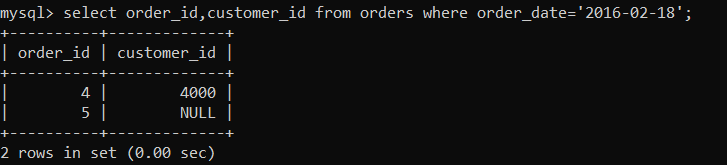 mysql> select order_id,customer_id from orders where order_date='2016-02-18';
+----------+-------------+
| order_id | customer_id |
+----------+-------------+
|        4 |        4000 |
|        5 |        NULL |
+----------+-------------+
2 rows in set (0.00 sec)